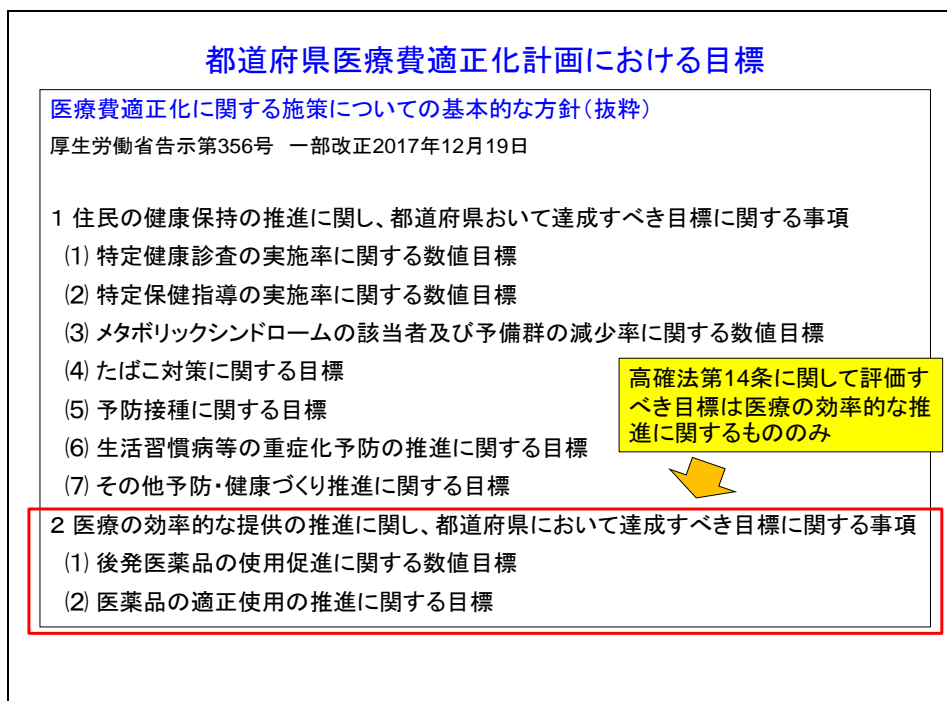 都道府県医療費適正化計画における目標
医療費適正化に関する施策についての基本的な方針（抜粋）
厚生労働省告示第356号　一部改正2017年12月19日
１ 住民の健康保持の推進に関し、都道府県おいて達成すべき目標に関する事項
⑴ 特定健康診査の実施率に関する数値目標
⑵ 特定保健指導の実施率に関する数値目標
⑶ メタボリックシンドロームの該当者及び予備群の減少率に関する数値目標
⑷ たばこ対策に関する目標
⑸ 予防接種に関する目標
⑹ 生活習慣病等の重症化予防の推進に関する目標
⑺ その他予防・健康づくり推進に関する目標
高確法第14条に関して評価す
べき目標は医療の効率的な推
進に関するもののみ
２ 医療の効率的な提供の推進に関し、都道府県において達成すべき目標に関する事項
⑴ 後発医薬品の使用促進に関する数値目標
⑵ 医薬品の適正使用の推進に関する目標